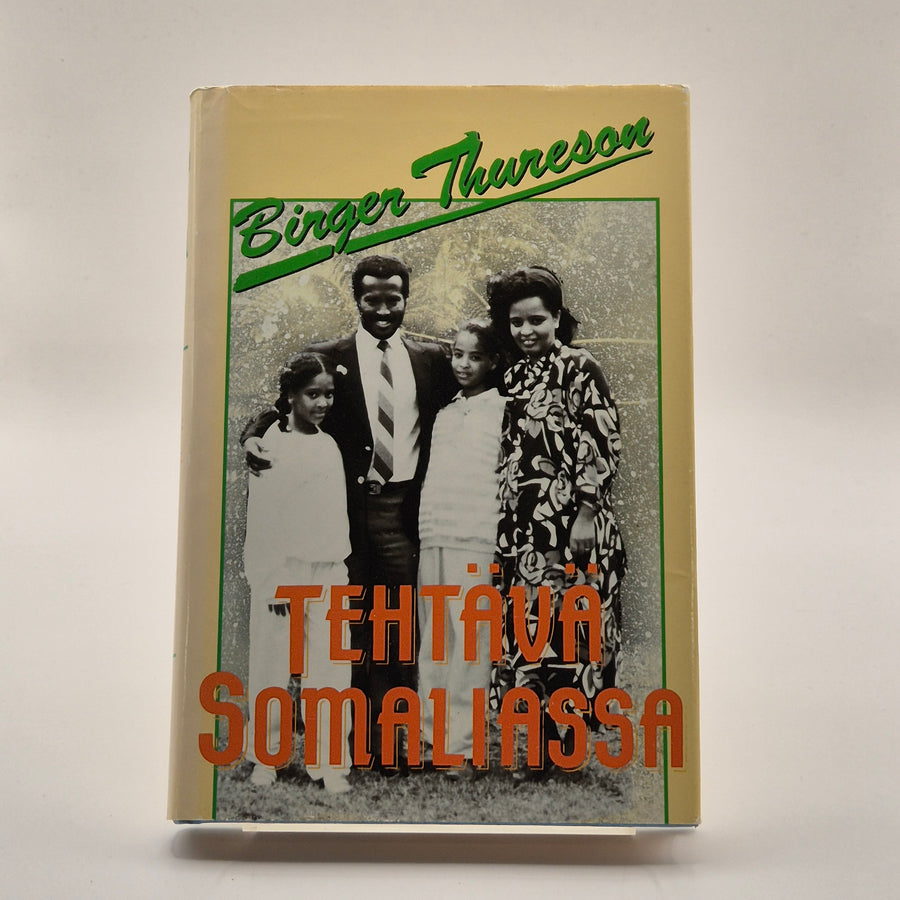 Birger Thureson
TEHTÄVÄ
SOMALIASSA